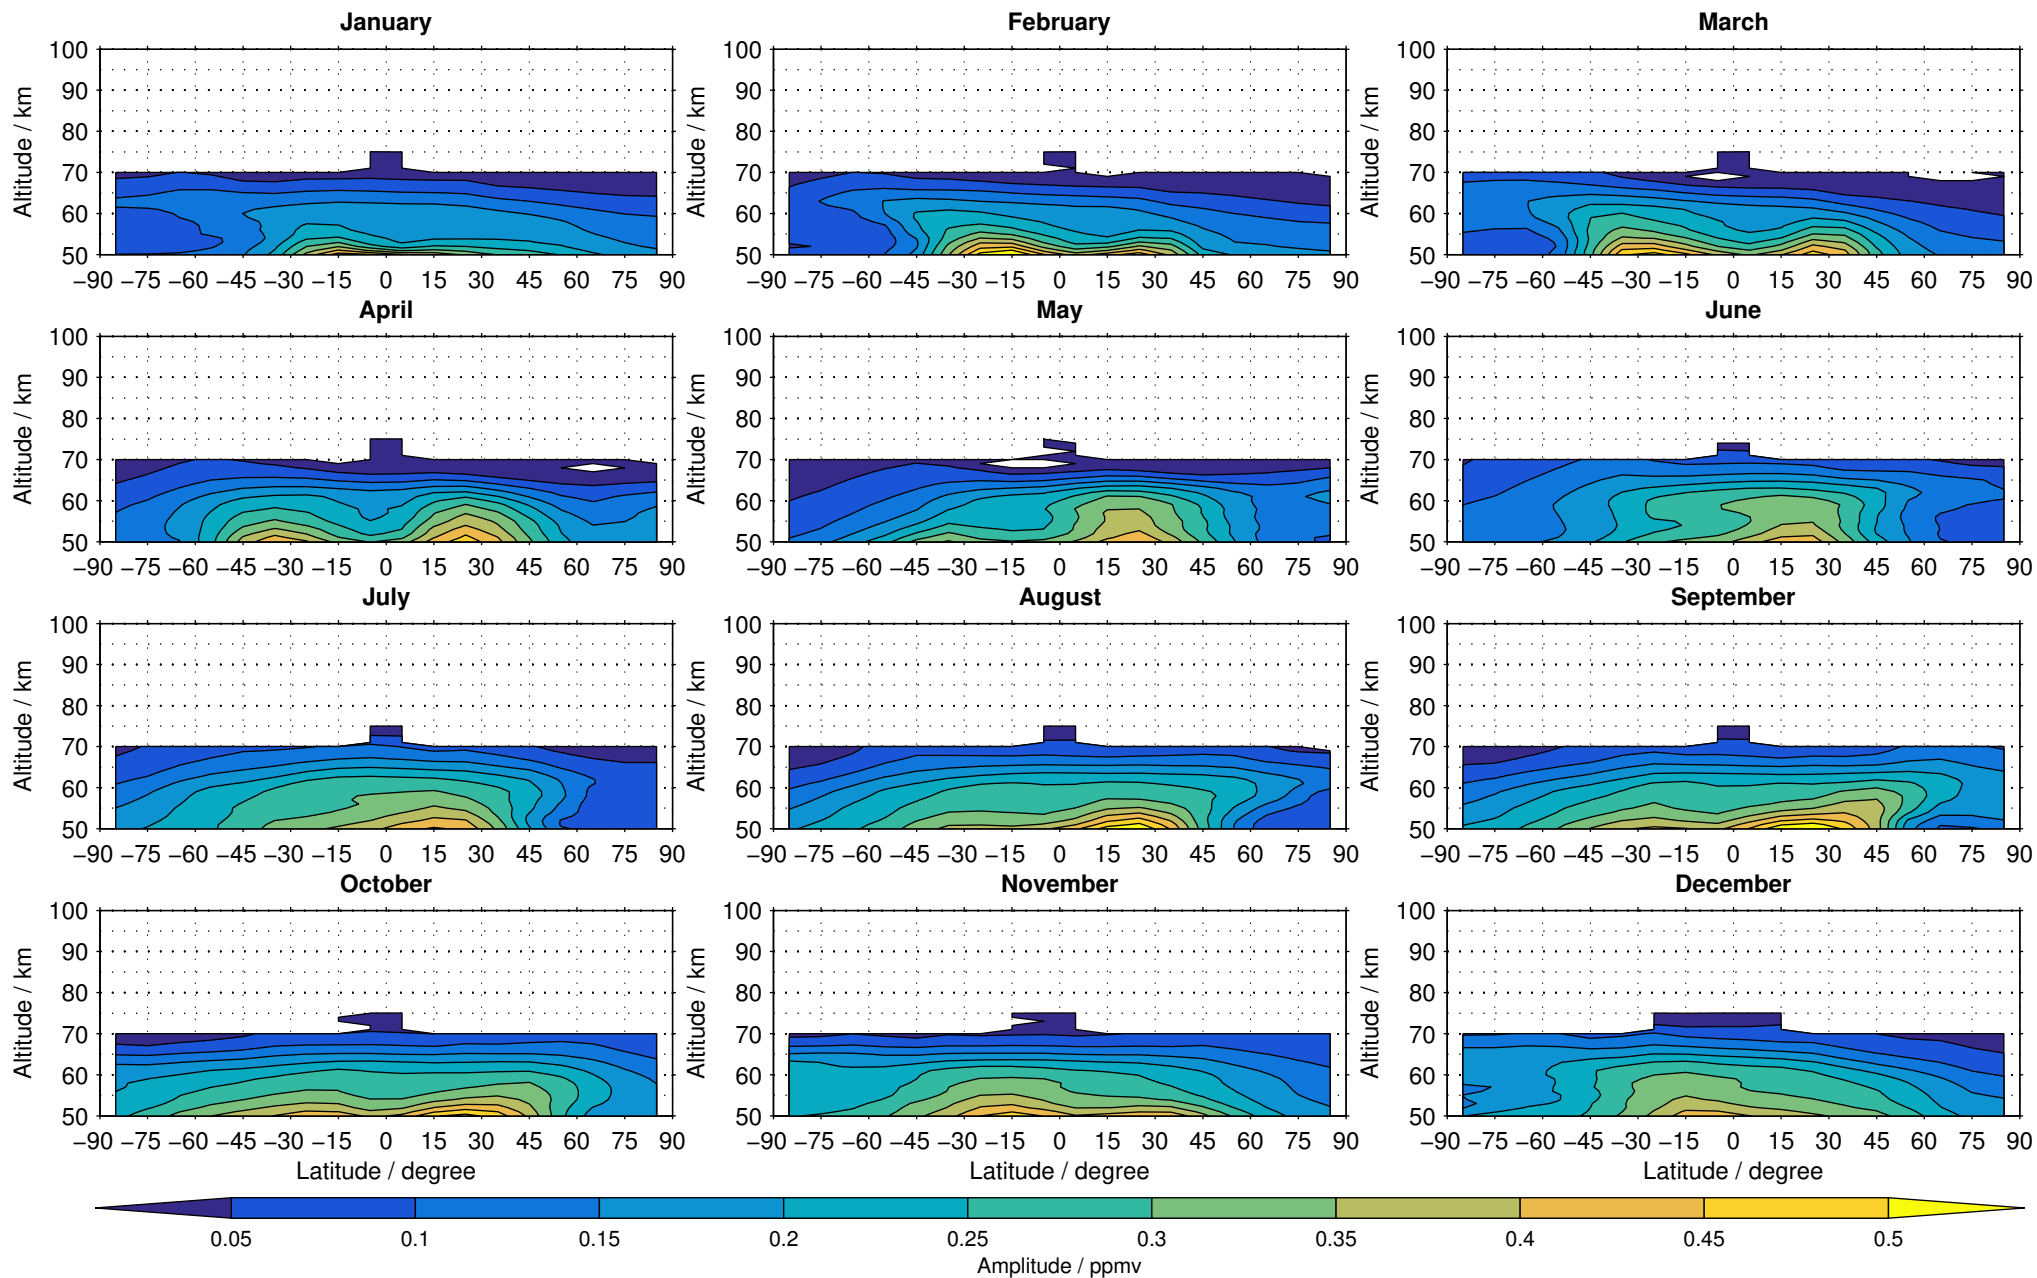 January February March
100 100 100
90 90 90
80 80 80
Altitude / km Altitude / km Altitude / km
70 70 70
60 60 60
50 50 50
−90 −75 −60 −45 −30 −15 0 15 30 45 60 75 90 −90 −75 −60 −45 −30 −15 0 15 30 45 60 75 90 −90 −75 −60 −45 −30 −15 0 15 30 45 60 75 90
April May June
100 100 100
90 90 90
80 80 80
Altitude / km Altitude / km Altitude / km
70 70 70
60 60 60
50 50 50
−90 −75 −60 −45 −30 −15 0 15 30 45 60 75 90 −90 −75 −60 −45 −30 −15 0 15 30 45 60 75 90 −90 −75 −60 −45 −30 −15 0 15 30 45 60 75 90
July August September
100 100 100
90 90 90
80 80 80
Altitude / km Altitude / km Altitude / km
70 70 70
60 60 60
50 50 50
−90 −75 −60 −45 −30 −15 0 15 30 45 60 75 90 −90 −75 −60 −45 −30 −15 0 15 30 45 60 75 90 −90 −75 −60 −45 −30 −15 0 15 30 45 60 75 90
October November December
100 100 100
90 90 90
80 80 80
Altitude / km Altitude / km Altitude / km
70 70 70
60 60 60
50 50 50
−90 −75 −60 −45 −30 −15 0 15 30 45 60 75 90 −90 −75 −60 −45 −30 −15 0 15 30 45 60 75 90 −90 −75 −60 −45 −30 −15 0 15 30 45 60 75 90
Latitude / degree Latitude / degree Latitude / degree
0.05 0.1 0.15 0.2 0.25 0.3 0.35 0.4 0.45 0.5
Amplitude / ppmv